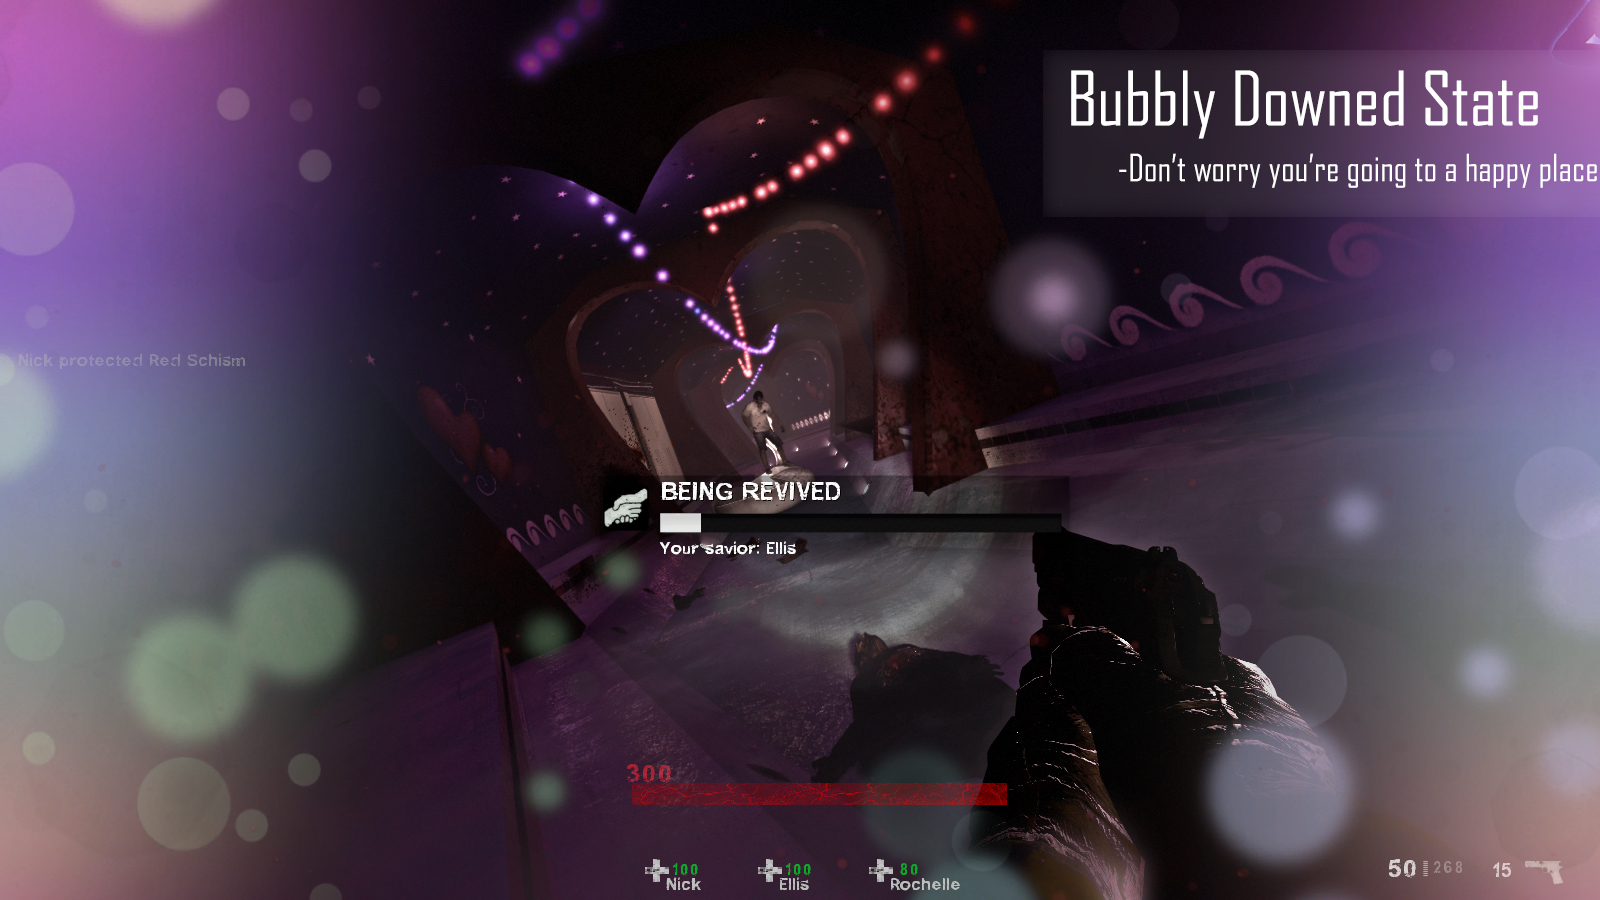 Bubbly Downed State
-Don't worry you're going to a happy place
Nick protected Red Schism
BEING REVIVED
Your savior: Ellis
300
100
Nick
100
Ellis
80
Rochelle
50 268 15